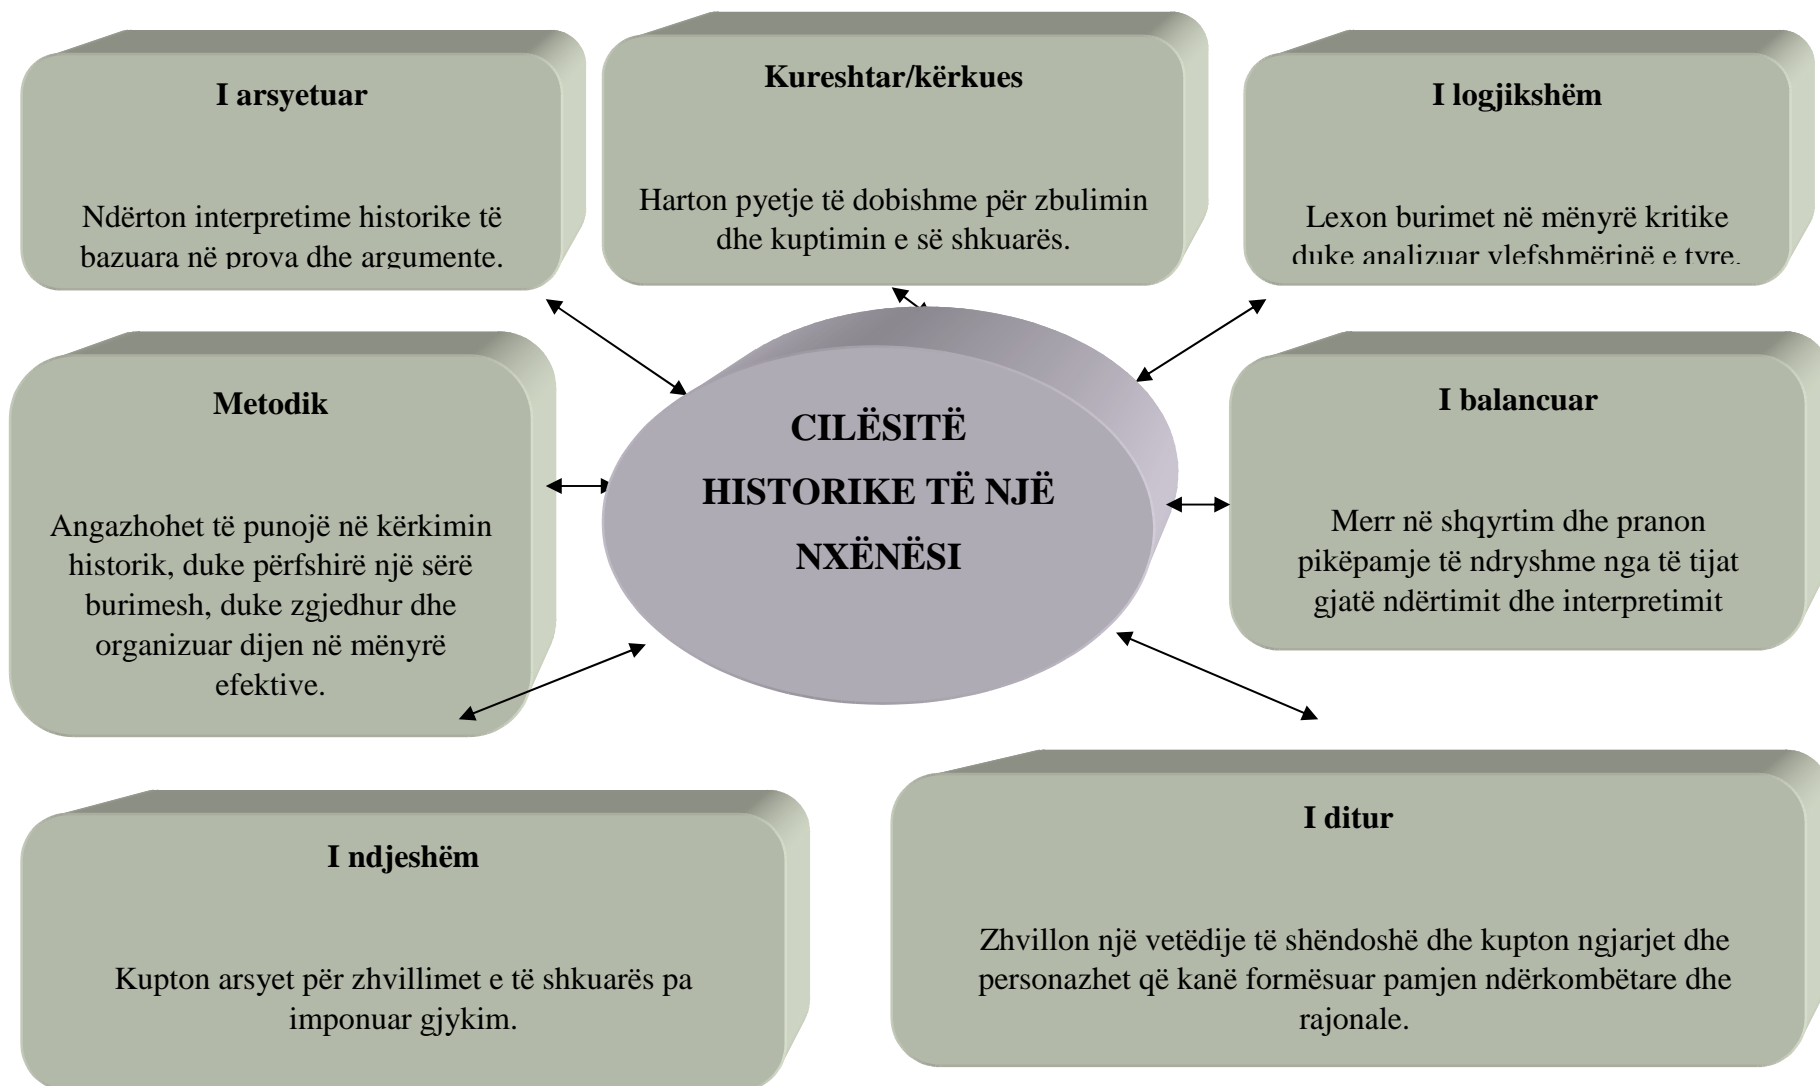 I arsyetuar
Ndërton interpretime historike të
bazuara në prova dhe argumente.
Kureshtar/kërkues
Harton pyetje të dobishme për zbulimin
dhe kuptimin e së shkuarës.
I logjikshëm
Lexon burimet në mënyrë kritike
duke analizuar vlefshmërinë e tyre.
Metodik
Angazhohet të punojë në kërkimin
historik, duke përfshirë një sërë
burimesh, duke zgjedhur dhe
organizuar dijen në mënyrë
efektive.
CILËSITË
HISTORIKE TË NJË
NXËNËSI
I balancuar
Merr në shqyrtim dhe pranon
pikëpamje të ndryshme nga të tijat
gjatë ndërtimit dhe interpretimit
I ndjeshëm
Kupton arsyet për zhvillimet e të shkuarës pa
imponuar gjykim.
I ditur
Zhvillon një vetëdije të shëndoshë dhe kupton ngjarjet dhe
personazhet që kanë formësuar pamjen ndërkombëtare dhe
rajonale.